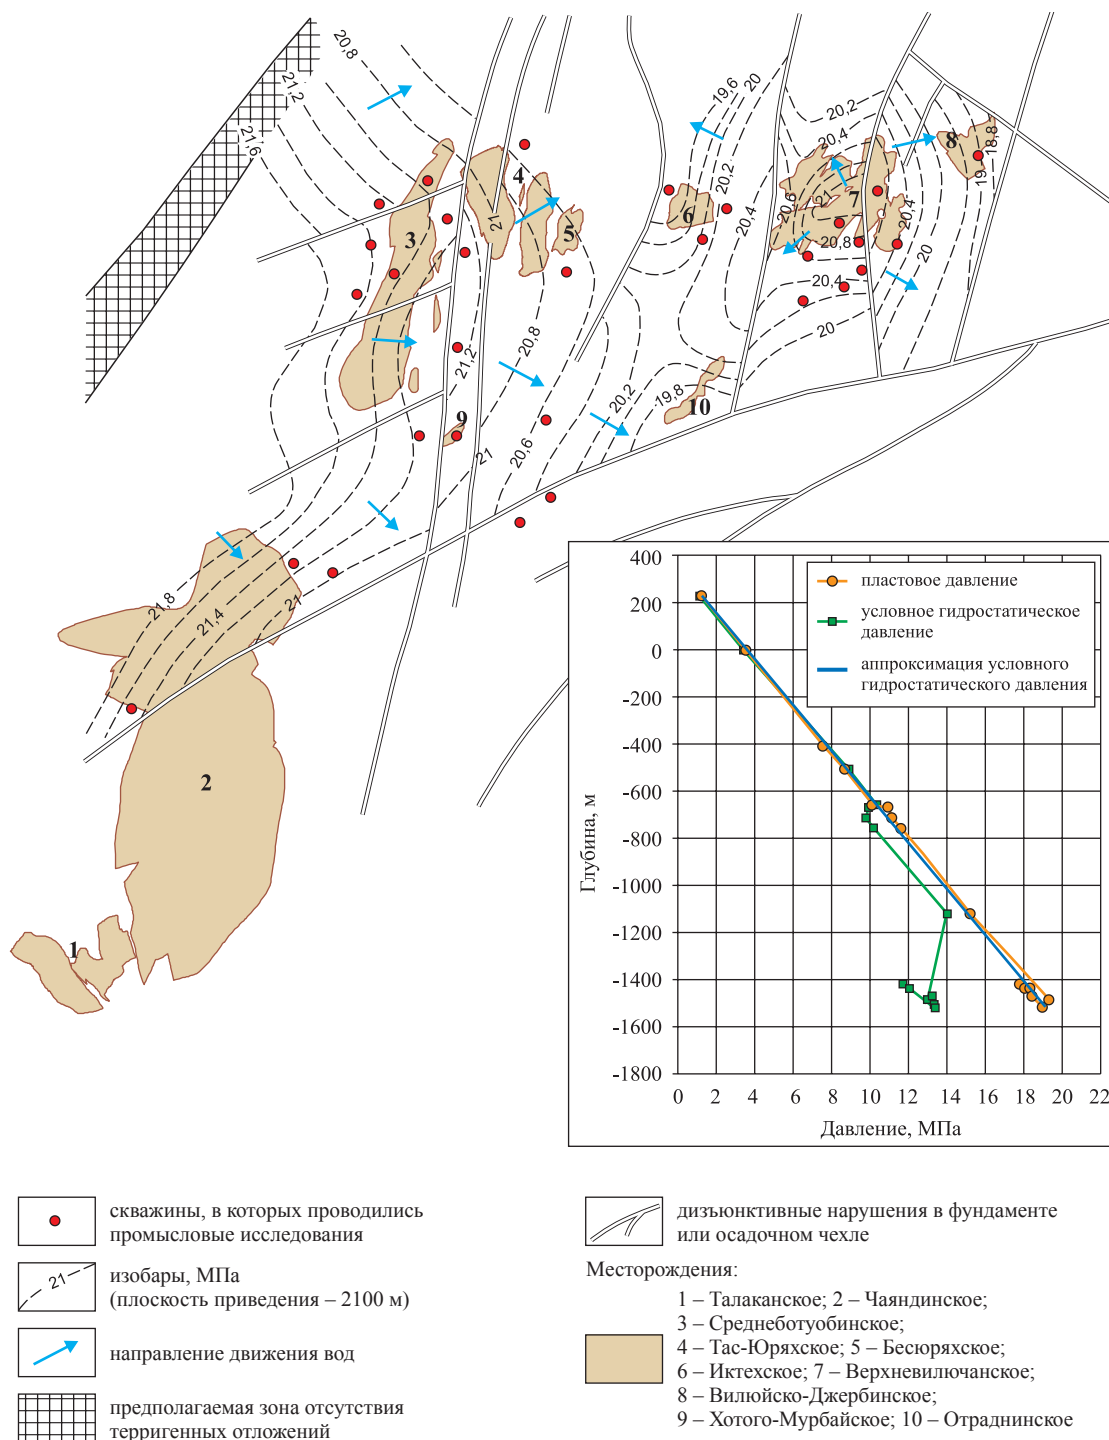 20,8
21,2
21,6
19,6
20
20,2
20,4
20,2
20,4
20,6
21
20,8
20,4
20
20,4
20
19
18,8
21
20,8
21,2
20,6
21
20,2
19,8
21,8
21,4
21
1
2
3
4
5
6
7
8
9
10
400
200
0
-200
-400
-600
-800
-1000
-1200
-1400
-1600
-1800
Глубина, м
0 2 4 6 8 10 12 14 16 18 20 22
Давление, МПа
пластовое давление
условное гидростатическое
давление
аппроксимация условного
гидростатического давления
скважины, в которых проводились
промысловые исследования
21
изобары, МПа
(плоскость приведения – 2100 м)
направление движения вод
предполагаемая зона отсутствия
терригенных отложений
дизъюнктивные нарушения в фундаменте
или осадочном чехле
Месторождения:
1 – Талаканское; 2 – Чаяндинское;
3 – Среднеботуобинское;
4 – Тас-Юряхское; 5 – Бесюряхское;
6 – Иктехское; 7 – Верхневилючанское;
8 – Вилюйско-Джербинское;
9 – Хотого-Мурбайское; 10 – Отраднинское